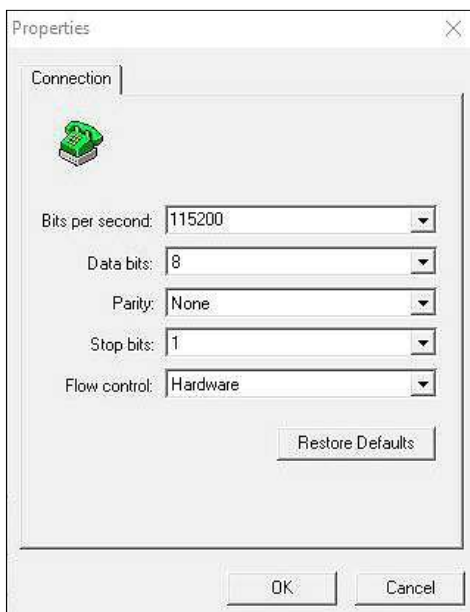 Properties
Connection
Bits per second: 115200
Data bits: 8
Parity: None
Stop bits: 1
Flow control: Hardware
Restore Defaults
OK Cancel